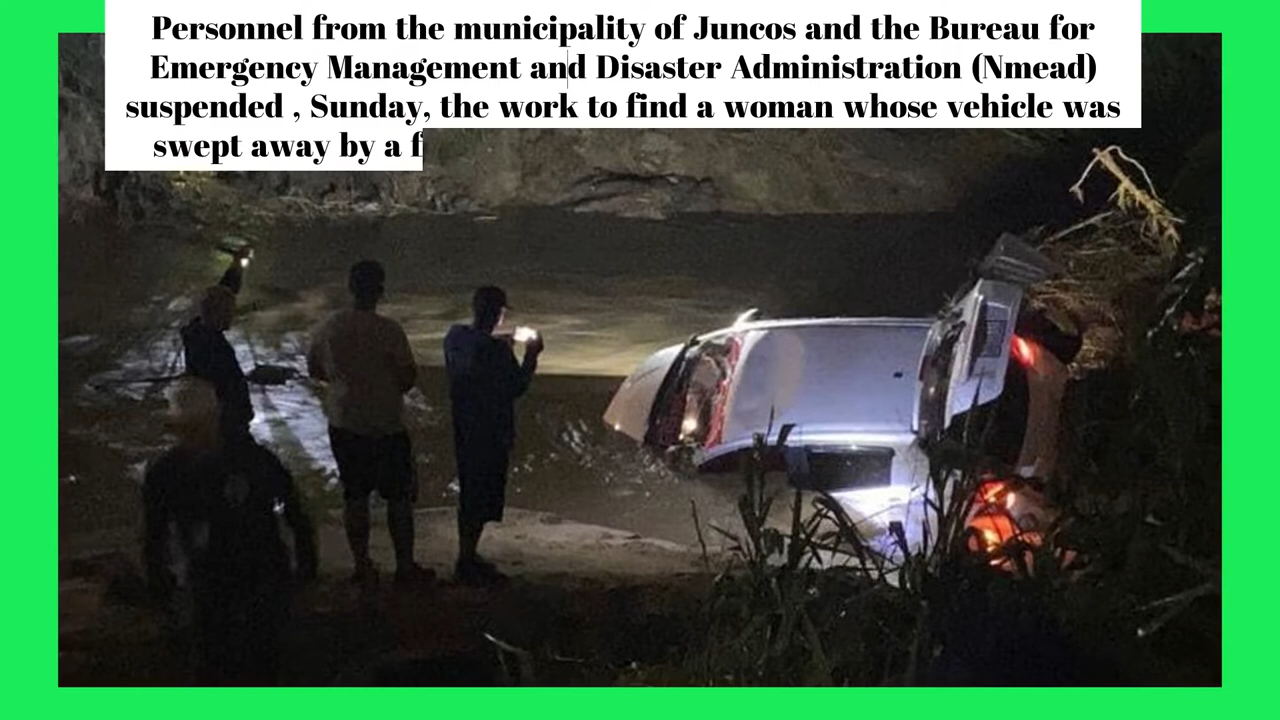 Personnel from the municipality of Juncos and the Bureau for
Emergency Management and Disaster Administration (Nmead)
suspended , Sunday, the work to find a woman whose vehicle was
swept away by a f